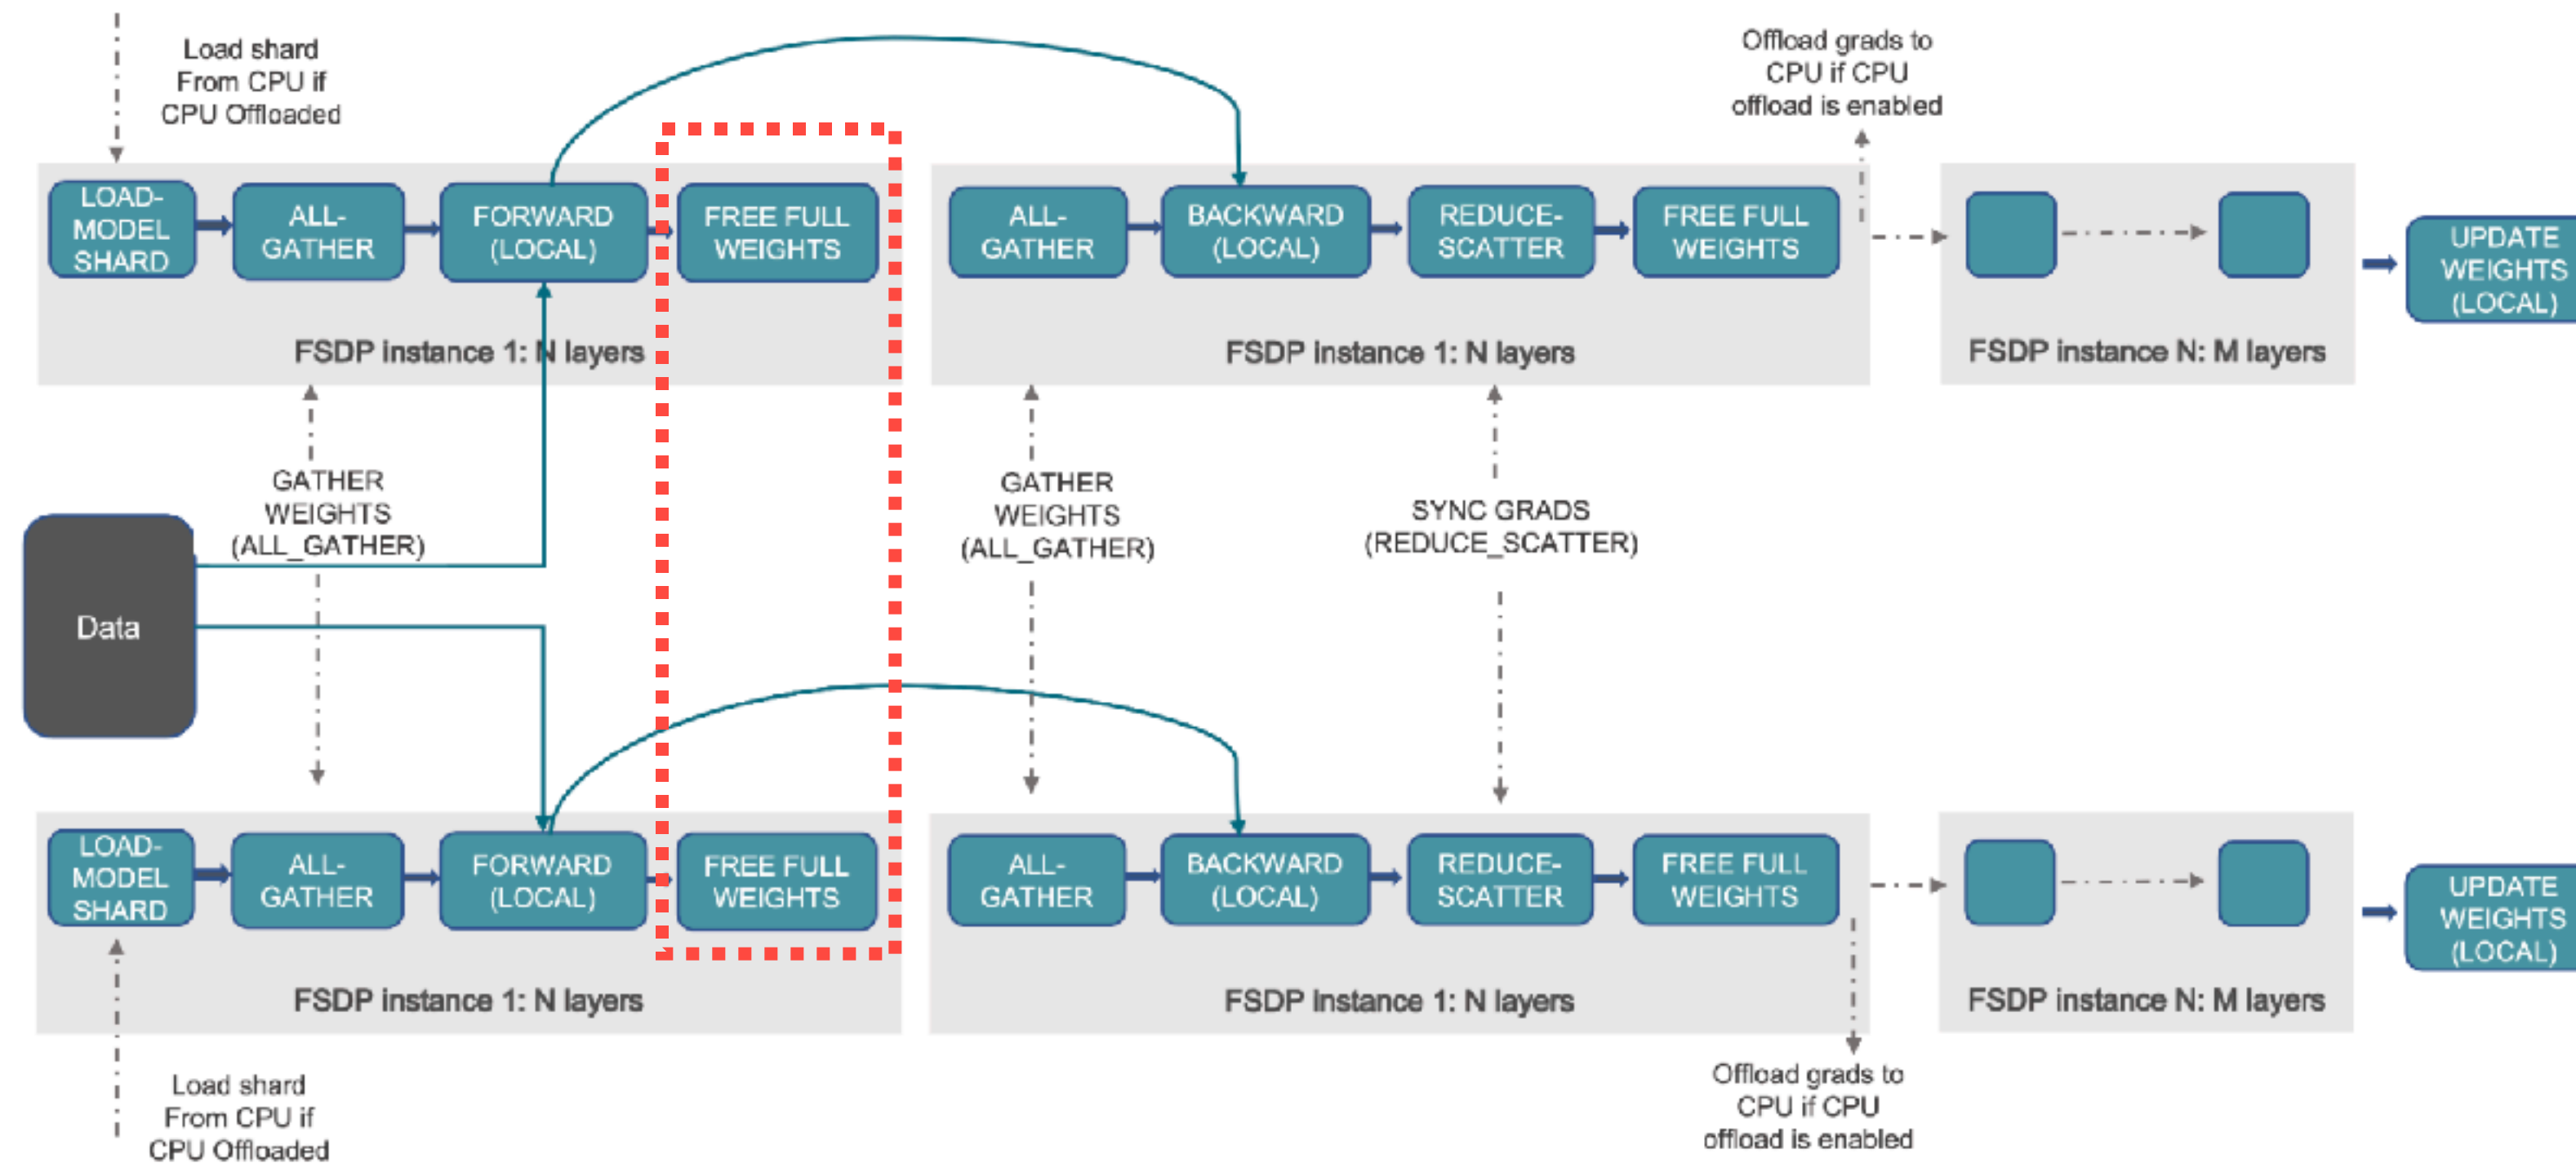 Load shard
From CPU if
CPU Offloaded
Offload grads to
CPU if CPU
offload is enabled
LOAD-
MODEL
SHARD
ALL-
GATHER
FORWARD
(LOCAL)
FREE FULL
WEIGHTS
FSDP instance 1: N layers
ALL-
GATHER
BACKWARD
(LOCAL)
REDUCE-
SCATTER
FREE FULL
WEIGHTS
FSDP instance 1: N layers
FSDP instance N: M layers
UPDATE
WEIGHTS
(LOCAL)
GATHER
WEIGHTS
(ALL_GATHER)
GATHER
WEIGHTS
(ALL_GATHER)
SYNC GRADS
(REDUCE_SCATTER)
Data
LOAD-
MODEL
SHARD
ALL-
GATHER
FORWARD
(LOCAL)
FREE FULL
WEIGHTS
FSDP instance 1: N layers
ALL-
GATHER
BACKWARD
(LOCAL)
REDUCE-
SCATTER
FREE FULL
WEIGHTS
FSDP instance 1: N layers
FSDP instance N: M layers
UPDATE
WEIGHTS
(LOCAL)
Load shard
From CPU if
CPU Offloaded
Offload grads to
CPU if CPU
offload is enabled